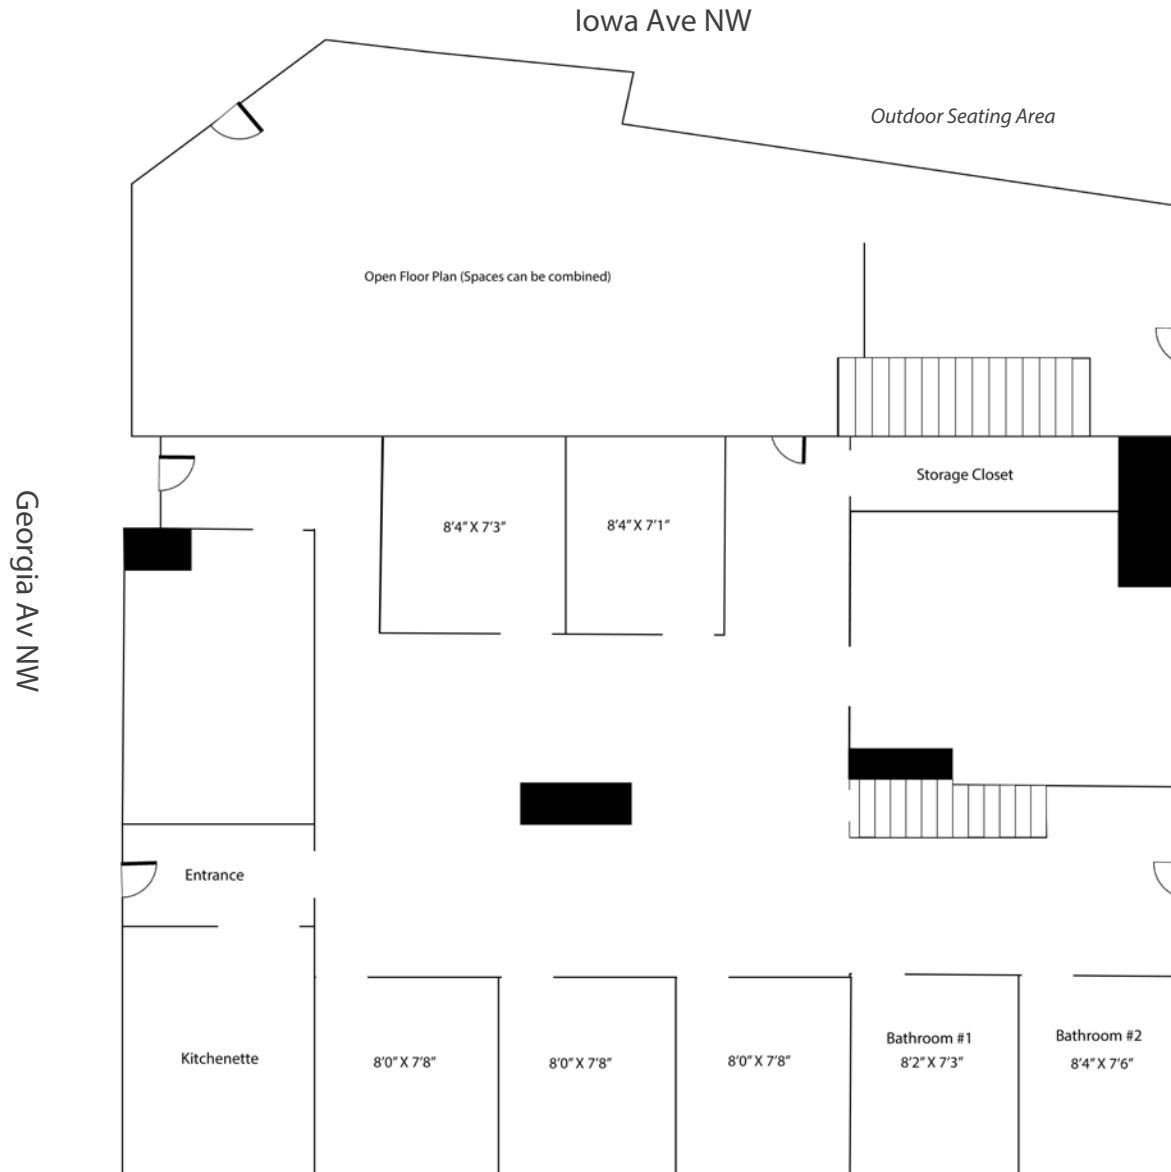 Iowa Ave NW
Outdoor Seating Area
Open Floor Plan (Spaces can be combined)
Storage Closet
8'4" X 7'3"
8'4" X 7'1"
Georgia Av NW
Entrance
Kitchenette
8'0" X 7'8"
8'0" X 7'8"
8'0" X 7'8"
Bathroom #1
8'2" X 7'3"
Bathroom #2
8'4" X 7'6"